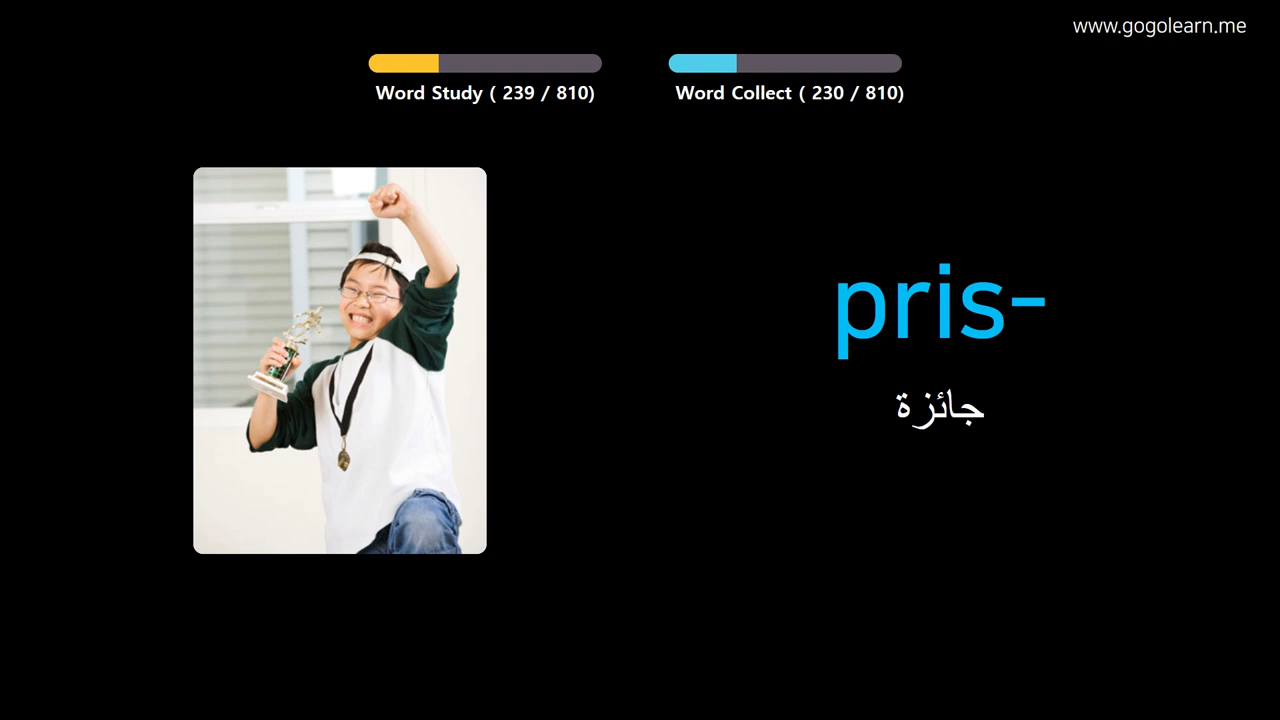 www.gogolearn.me
Word Study ( 239 / 810)
Word Collect ( 230 / 810)
pris-
جائزة